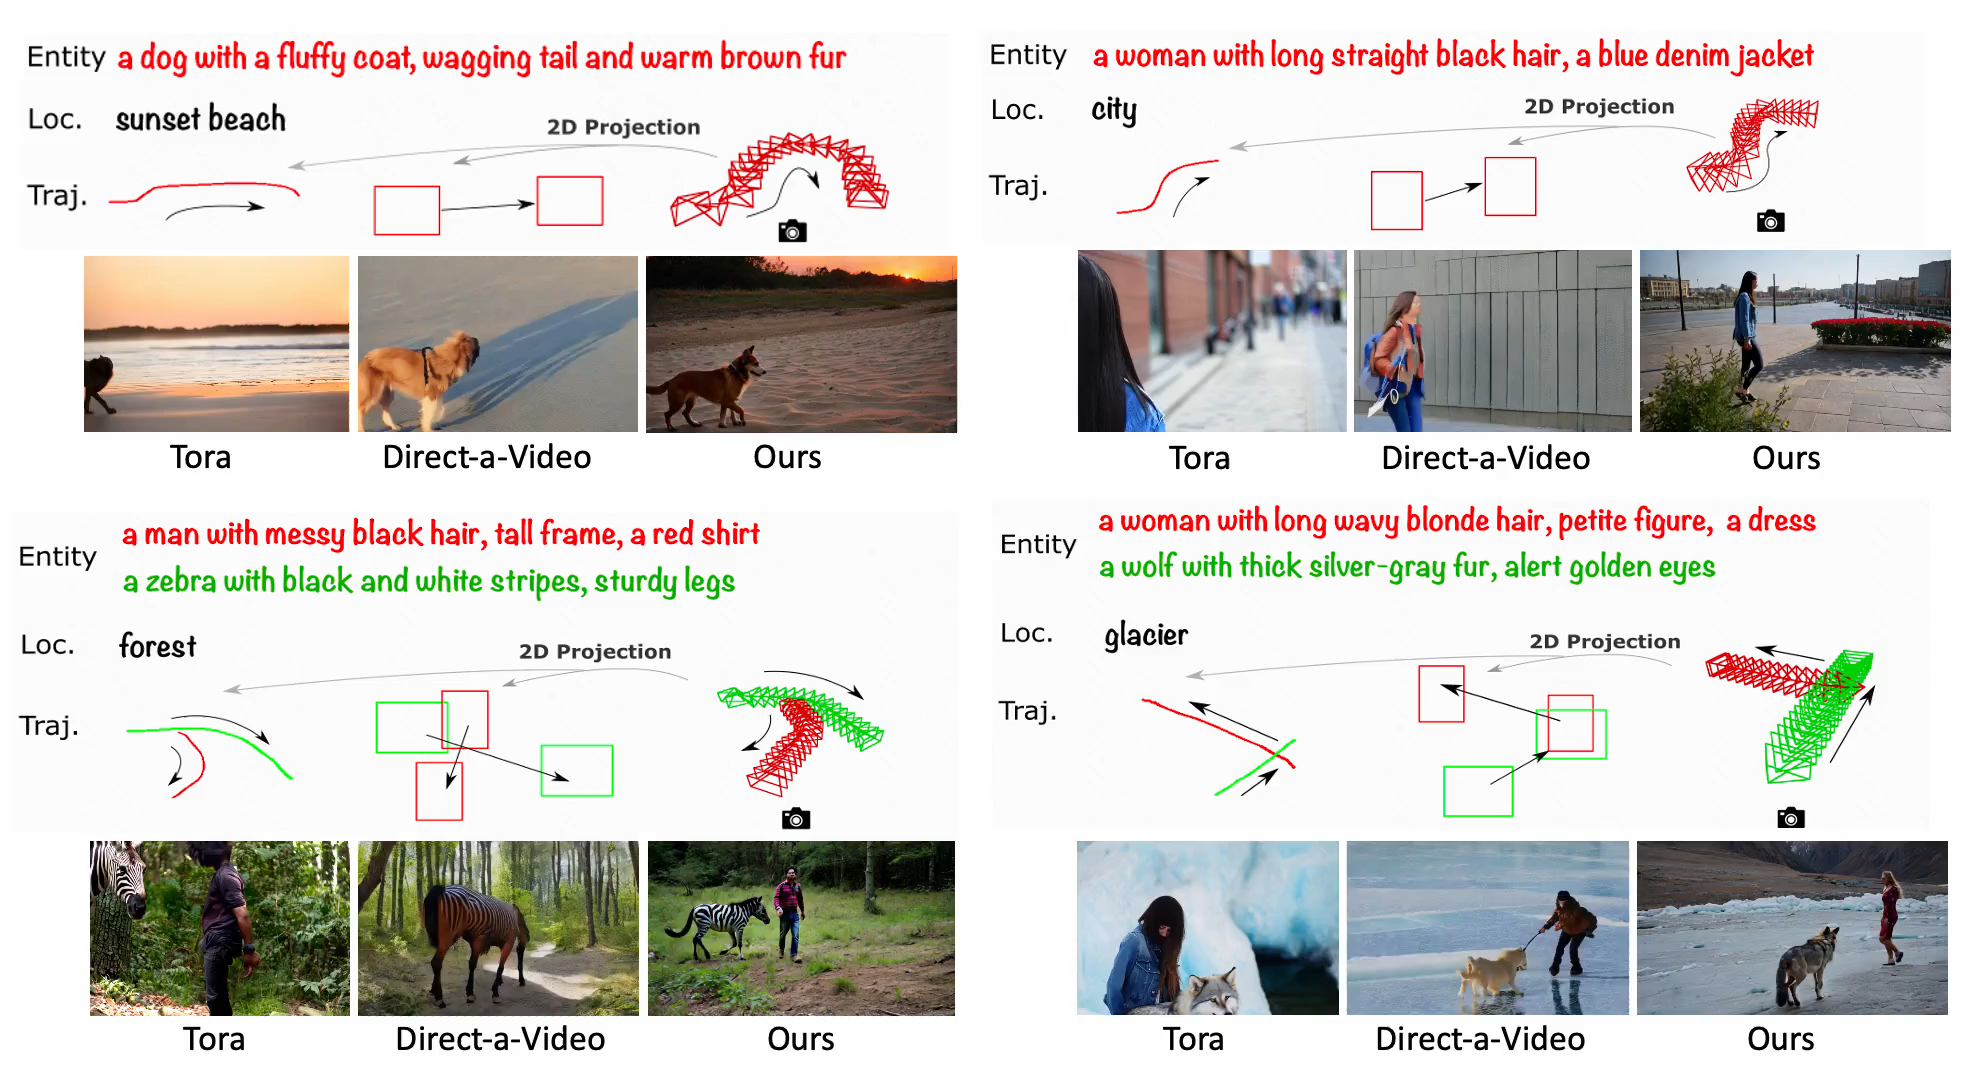 Entity a dog with a fluffy coat, wagging tail and warm brown fur
Loc. sunset beach
2D Projection
Traj.
Tora
Direct-a-Video
Ours
Entity a woman with long straight black hair, a blue denim jacket
Loc. city
2D Projection
Traj.
Tora
Direct-a-Video
Ours
Entity
a man with messy black hair, tall frame, a red shirt
a zebra with black and white stripes, sturdy legs
Loc. forest
2D Projection
Traj.
Tora
Direct-a-Video
Ours
Entity
a woman with long wavy blonde hair, petite figure, a dress
a wolf with thick silver-gray fur, alert golden eyes
Loc. glacier
2D Projection
Traj.
Tora
Direct-a-Video
Ours